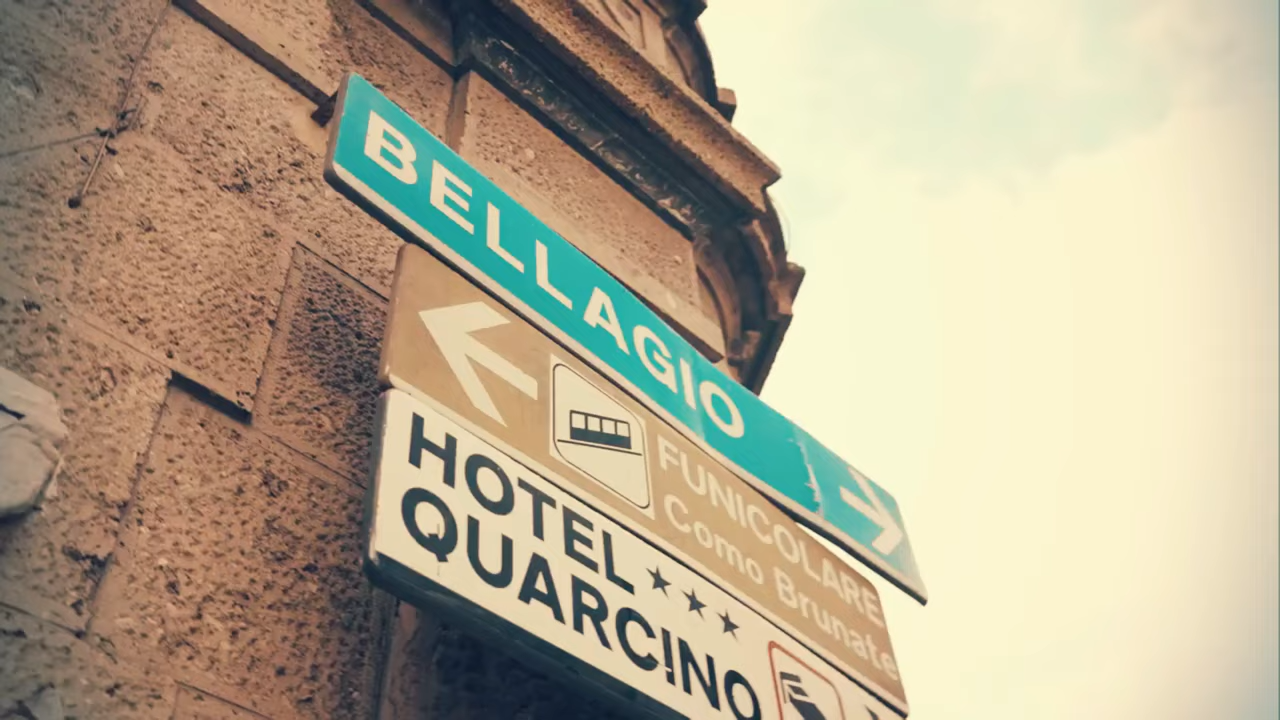 BELLAGIO
FUNICOLARE
Como Brunate
HOTEL ★★★
QUARCINO